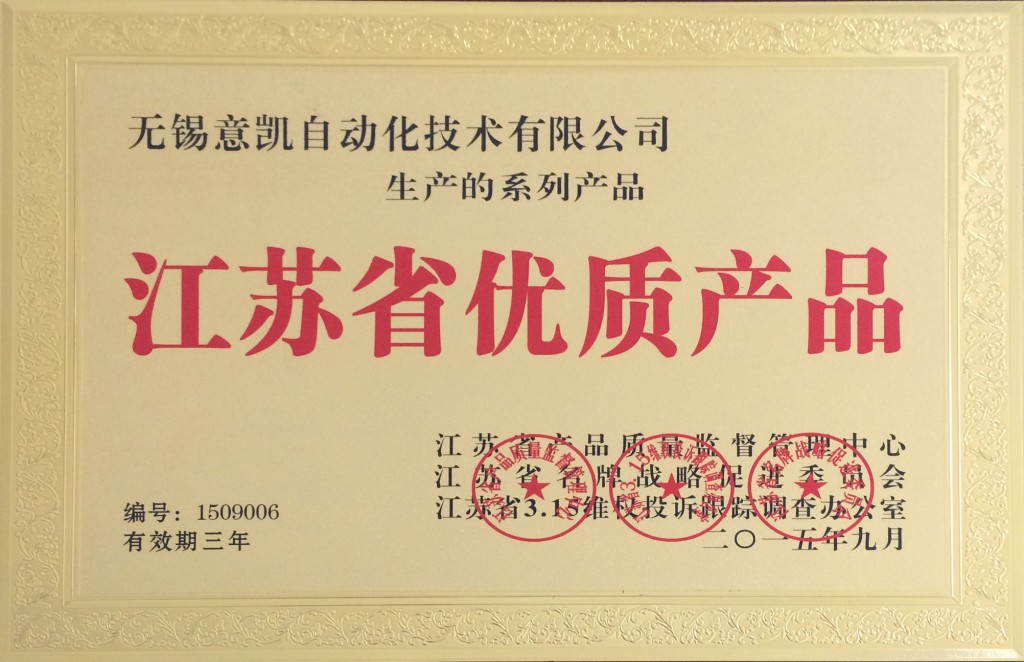 无锡意凯自动化技术有限公司
生产的系列产品
江苏省优质产品
江苏省产品质量监督管理中心
江苏省名牌战略促进委员会
江苏省3.15维权投诉跟踪调查办公室
二〇一五年九月
编号：1509006
有效期三年